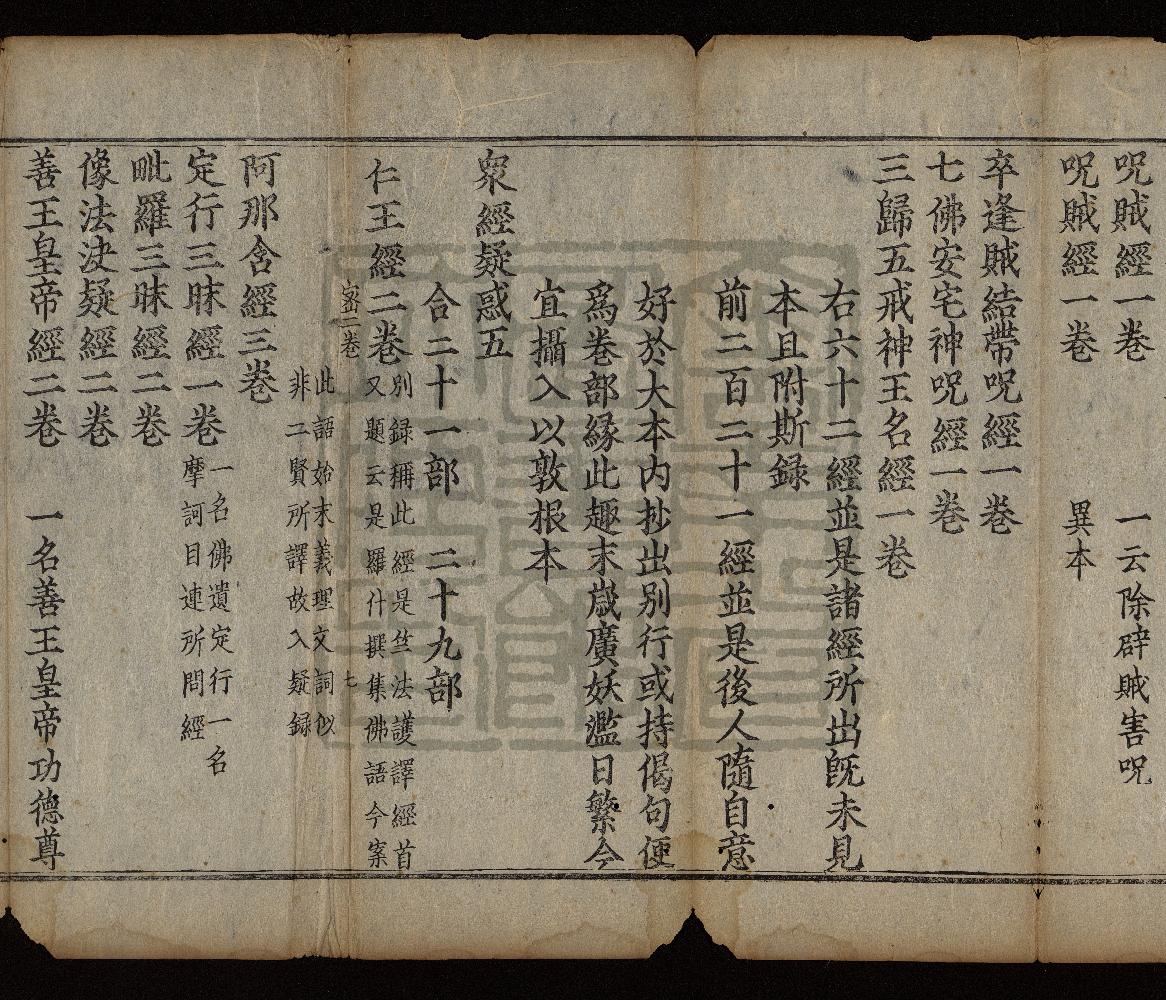 呪賊經一卷　一云除辟賊害呪
呪賊經一卷　異本
卒逢賊結帶呪經一卷
七佛安宅神呪經一卷
三歸五戒神王名經一卷
右六十二經並是諸經所出旣未見
本且附斯録
前二百二十一經並是後人隨自意
好於大本內抄出別行或持偈句便
爲卷部緣此趣末嵗廣妖濫日繁今
宜攝入以敦根本
衆經疑惑五
合二十一部　二十九部
仁王經二卷
別録稱此經是竺法護譯經首
又題云是羅什撰集佛語今案
密二卷　七
此語始末義理文詞似
非二賢所譯故入疑録
阿那含經三卷
定行三昧經一卷
一名佛遺定行一名
摩訶目連所問經
毗羅三昧經二卷
像法決疑經二卷
善王皇帝經二卷　一名善王皇帝功德尊